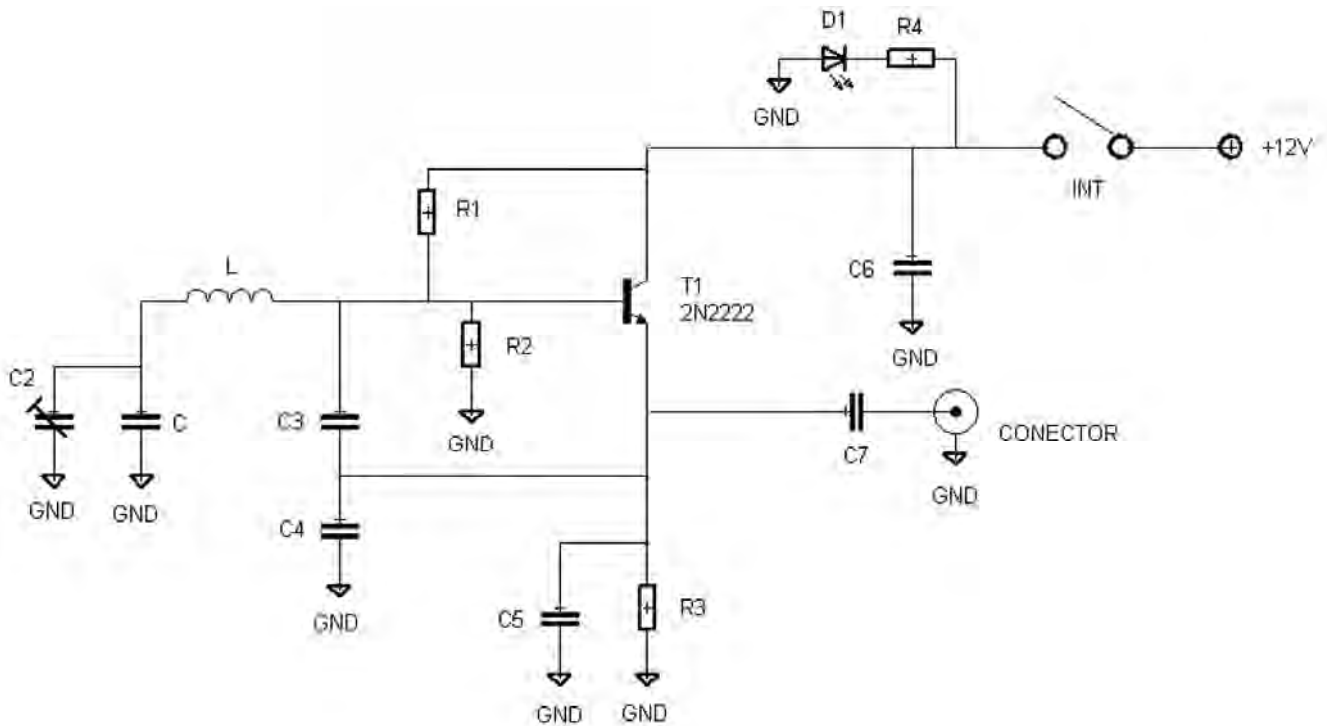 D1
R4
GND
+12V
INT
R1
L
T1
2N2222
C6
R2
GND
C2
C
C3
GND
CONECTOR
C7
GND
GND
GND
C4
GND
C5
R3
GND
GND